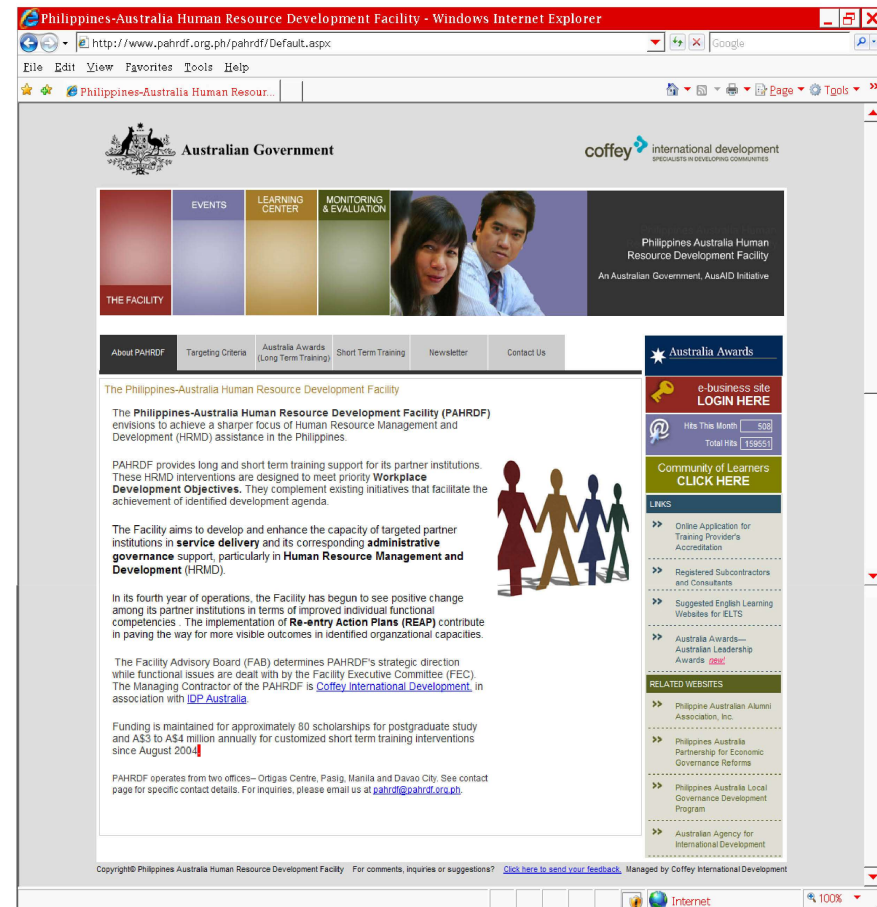 Philippines-Australia Human Resource Development Facility - Windows Internet Explorer
http://www.pahrdf.org.ph/pahrdf/Default.aspx
Google
File Edit View Favorites Tools Help
Philippines-Australia Human Resour...
Page Tools
Australian Government
coffey international development
SPECIALISTS IN DEVELOPING COMMUNITIES
THE FACILITY
EVENTS
LEARNING CENTER
MONITORING & EVALUATION
Philippines Australia Human
Resource Development Facility
An Australian Government, AusAID Initiative
About PAHRDF
Targeting Criteria
Australia Awards
(Long Term Training)
Short Term Training
Newsletter
Contact Us
The Philippines-Australia Human Resource Development Facility
The Philippines-Australia Human Resource Development Facility (PAHRDF)
envisions to achieve a sharper focus of Human Resource Management and
Development (HRMD) assistance in the Philippines.
PAHRDF provides long and short term training support for its partner institutions.
These HRMD interventions are designed to meet priority Workplace
Development Objectives. They complement existing initiatives that facilitate the
achievement of identified development agenda.
The Facility aims to develop and enhance the capacity of targeted partner
institutions in service delivery and its corresponding administrative
governance support, particularly in Human Resource Management and
Development (HRMD).
In its fourth year of operations, the Facility has begun to see positive change
among its partner institutions in terms of improved individual functional
competencies . The implementation of Re-entry Action Plans (REAP) contribute
in paving the way for more visible outcomes in identified organzational capacities.
The Facility Advisory Board (FAB) determines PAHRDF's strategic direction
while functional issues are dealt with by the Facility Executive Committee (FEC).
The Managing Contractor of the PAHRDF is Coffey International Development, in
association with IDP Australia.
Funding is maintained for approximately 80 scholarships for postgraduate study
and A$3 to A$4 million annually for customized short term training interventions
since August 2004.
PAHRDF operates from two offices– Ortigas Centre, Pasig, Manila and Davao City. See contact
page for specific contact details. For inquiries, please email us at pahrdf@pahrdf.org.ph.
Australia Awards
e-business site
LOGIN HERE
Hits This Month 508
Total Hits 159551
Community of Learners
CLICK HERE
LINKS
Online Application for
Training Provider's
Accreditation
Registered Subcontractors
and Consultants
Suggested English Learning
Websites for IELTS
Australia Awards—
Australian Leadership
Awards new!
RELATED WEBSITES
Philippine Australian Alumni
Association, Inc.
Philippines Australia
Partnership for Economic
Governance Reforms
Philippines Australia Local
Governance Development
Program
Australian Agency for
International Development
Copyright© Philippines Australia Human Resource Development Facility For comments, inquiries or suggestions? Click here to send your feedback. Managed by Coffey International Development
Internet
100%